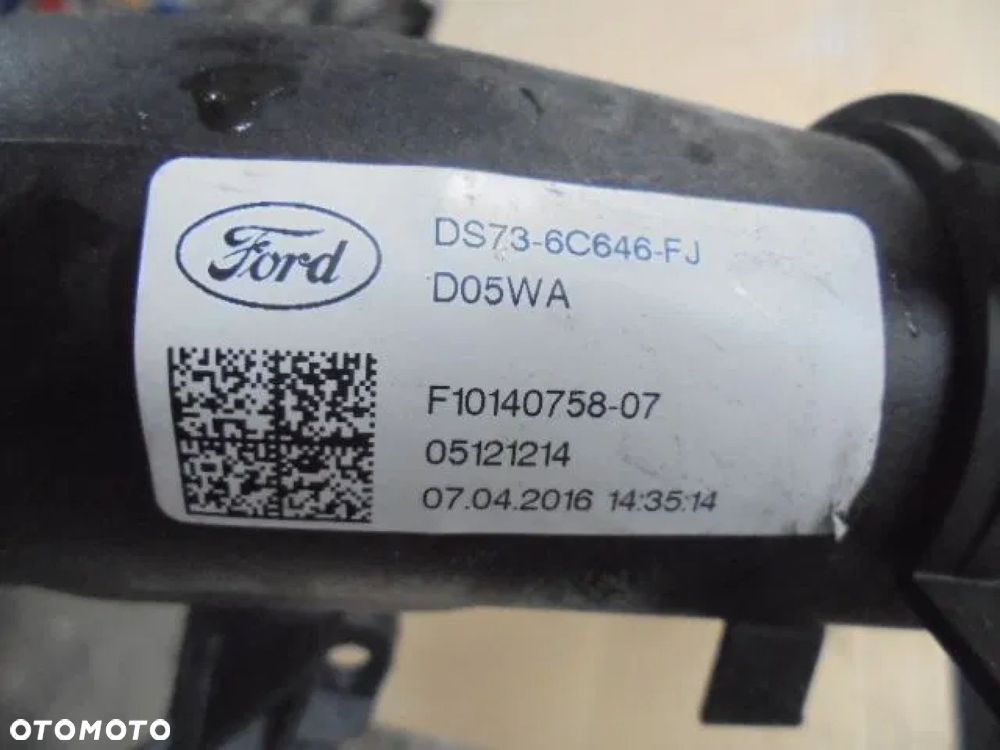 Ford
DS73-6C646-FJ
D05WA
F10140758-07
05121214
07.04.2016 14:35:14
OTOMOTO